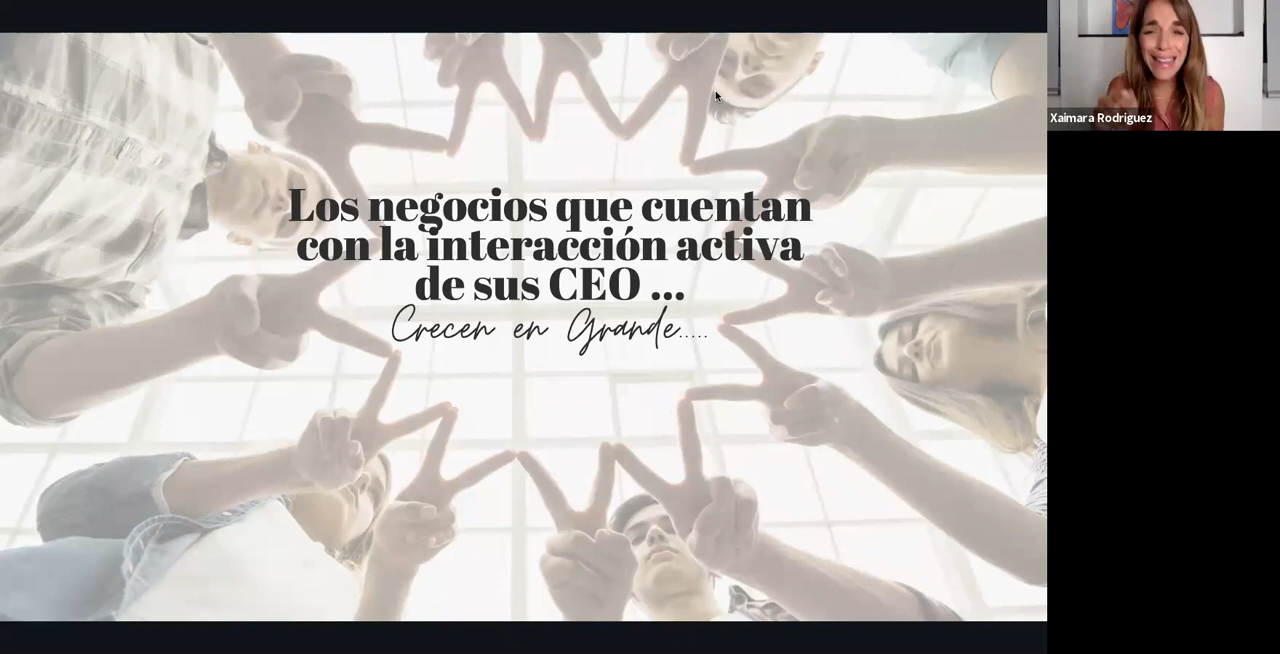 Los negocios que cuentan
con la interacción activa
de sus CEO ...
Crecen en Grande.....
Xaimara Rodriguez